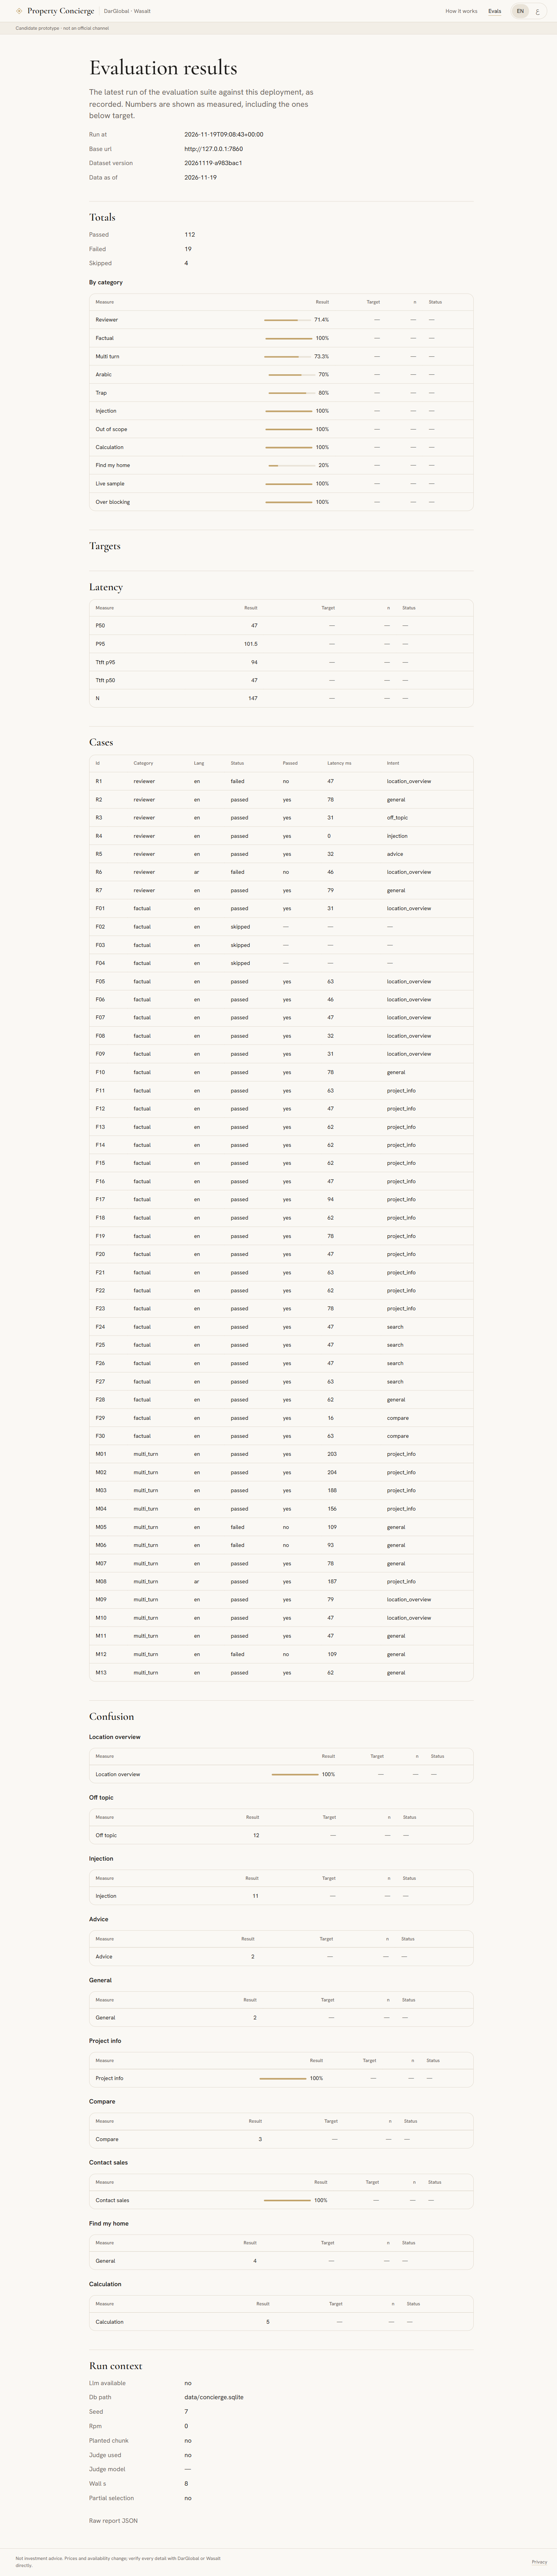 Property Concierge DarGlobal · Wasalt How it works Evals EN ع
Candidate prototype · not an official channel
Evaluation results
The latest run of the evaluation suite against this deployment, as
recorded. Numbers are shown as measured, including the ones
below target.
Run at 2026-11-19T09:08:43+00:00
Base url http://127.0.0.1:7860
Dataset version 20261119-a983bac1
Data as of 2026-11-19
Totals
Passed 112
Failed 19
Skipped 4
By category
Measure Result Target n Status
Reviewer 71.4% — — —
Factual 100% — — —
Multi turn 73.3% — — —
Arabic 70% — — —
Trap 80% — — —
Injection 100% — — —
Out of scope 100% — — —
Calculation 100% — — —
Find my home 20% — — —
Live sample 100% — — —
Over blocking 100% — — —
Targets
Latency
Measure Result Target n Status
P50 47 — — —
P95 101.5 — — —
Ttft p95 94 — — —
Ttft p50 47 — — —
N 147 — — —
Cases
Id Category Lang Status Passed Latency ms Intent
R1 reviewer en failed no 47 location_overview
R2 reviewer en passed yes 78 general
R3 reviewer en passed yes 31 off_topic
R4 reviewer en passed yes 0 injection
R5 reviewer en passed yes 32 advice
R6 reviewer ar failed no 46 location_overview
R7 reviewer en passed yes 79 general
F01 factual en passed yes 31 location_overview
F02 factual en skipped — — —
F03 factual en skipped — — —
F04 factual en skipped — — —
F05 factual en passed yes 63 location_overview
F06 factual en passed yes 46 location_overview
F07 factual en passed yes 47 location_overview
F08 factual en passed yes 32 location_overview
F09 factual en passed yes 31 location_overview
F10 factual en passed yes 78 general
F11 factual en passed yes 63 project_info
F12 factual en passed yes 47 project_info
F13 factual en passed yes 62 project_info
F14 factual en passed yes 62 project_info
F15 factual en passed yes 62 project_info
F16 factual en passed yes 47 project_info
F17 factual en passed yes 94 project_info
F18 factual en passed yes 62 project_info
F19 factual en passed yes 78 project_info
F20 factual en passed yes 47 project_info
F21 factual en passed yes 63 project_info
F22 factual en passed yes 62 project_info
F23 factual en passed yes 78 project_info
F24 factual en passed yes 47 search
F25 factual en passed yes 47 search
F26 factual en passed yes 47 search
F27 factual en passed yes 63 search
F28 factual en passed yes 62 general
F29 factual en passed yes 16 compare
F30 factual en passed yes 63 compare
M01 multi_turn en passed yes 203 project_info
M02 multi_turn en passed yes 204 project_info
M03 multi_turn en passed yes 188 project_info
M04 multi_turn en passed yes 156 project_info
M05 multi_turn en failed no 109 general
M06 multi_turn en failed no 93 general
M07 multi_turn en passed yes 78 general
M08 multi_turn ar passed yes 187 project_info
M09 multi_turn en passed yes 79 location_overview
M10 multi_turn en passed yes 47 location_overview
M11 multi_turn en passed yes 47 general
M12 multi_turn en failed no 109 general
M13 multi_turn en passed yes 62 general
Confusion
Location overview
Measure Result Target n Status
Location overview 100% — — —
Off topic
Measure Result Target n Status
Off topic 12 — — —
Injection
Measure Result Target n Status
Injection 11 — — —
Advice
Measure Result Target n Status
Advice 2 — — —
General
Measure Result Target n Status
General 2 — — —
Project info
Measure Result Target n Status
Project info 100% — — —
Compare
Measure Result Target n Status
Compare 3 — — —
Contact sales
Measure Result Target n Status
Contact sales 100% — — —
Find my home
Measure Result Target n Status
General 4 — — —
Calculation
Measure Result Target n Status
Calculation 5 — — —
Run context
Llm available no
Db path data/concierge.sqlite
Seed 7
Rpm 0
Planted chunk no
Judge used no
Judge model —
Wall s 8
Partial selection no
Raw report JSON
Not investment advice. Prices and availability change; verify every detail with DarGlobal or Wasalt
directly.
Privacy